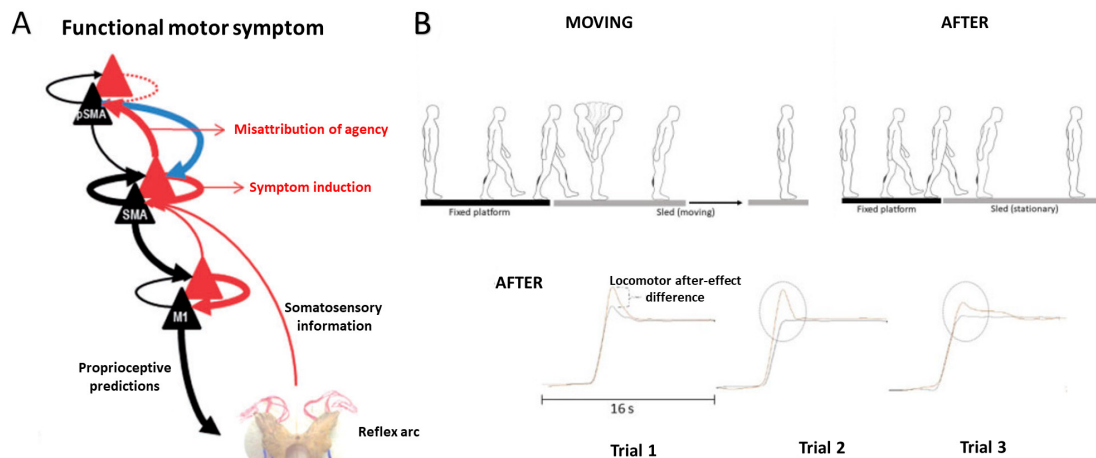 A
Functional motor symptom
pSMA
Misattribution of agency
Symptom induction
SMA
M1
Somatosensory
information
Proprioceptive
predictions
Reflex arc
B
MOVING
AFTER
Fixed platform
Sled (moving)
Fixed platform
Sled (stationary)
AFTER
Locomotor after-effect
difference
16 s
Trial 1
Trial 2
Trial 3